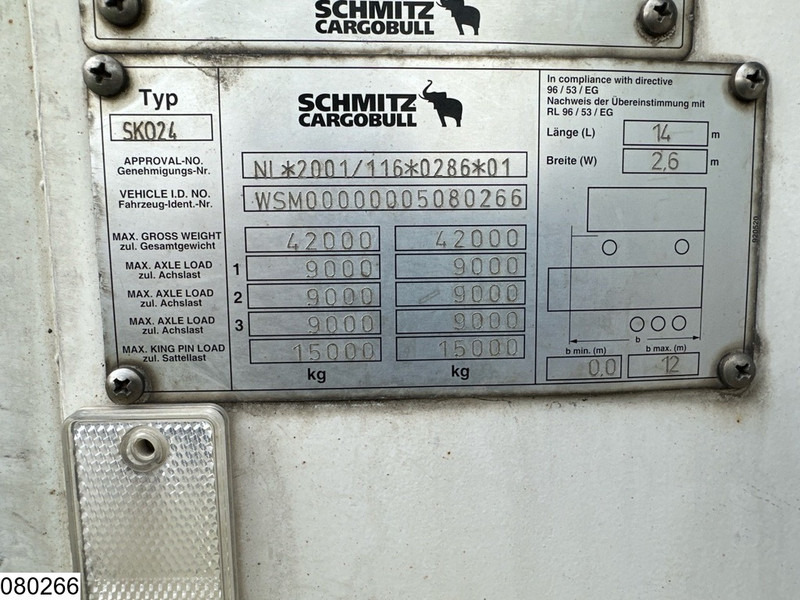 SCHMITZ
CARGOBULL
Typ
SK024
SCHMITZ
CARGOBULL
In compliance with directive
96 / 53 / EG
Nachweis der Übereinstimmung mit
RL 96 / 53 / EG
Länge (L) 14 m
Breite (W) 2,6 m
APPROVAL-NO.
Genehmigungs-Nr.
NL*2001/116*0286*01
VEHICLE I.D. NO.
Fahrzeug-Ident.-Nr.
WSM00000005080266
MAX. GROSS WEIGHT
zul. Gesamtgewicht
42000 42000
MAX. AXLE LOAD
zul. Achslast
1 9000 9000
MAX. AXLE LOAD
zul. Achslast
2 9000 9000
MAX. AXLE LOAD
zul. Achslast
3 9000 9000
MAX. KING PIN LOAD
zul. Sattellast
15000 15000
kg kg
b
b min. (m) b max. (m)
0,0 12
080266